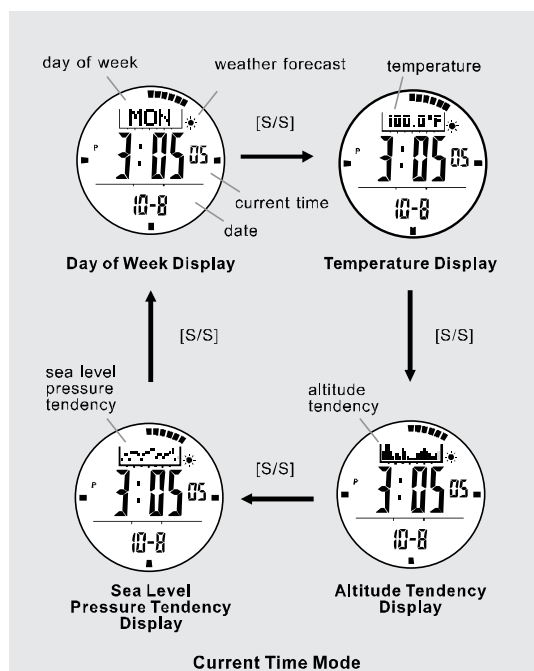 day of week
weather forecast
temperature
MON
P
3:05 05
10-8
[S/S]
100.0°F
P
3:05 05
10-8
current time
date
Day of Week Display
Temperature Display
[S/S]
[S/S]
sea level
pressure
tendency
altitude
tendency
P
3:05 05
10-8
[S/S]
P
3:05 05
10-8
Sea Level
Pressure Tendency
Display
Altitude Tendency
Display
Current Time Mode